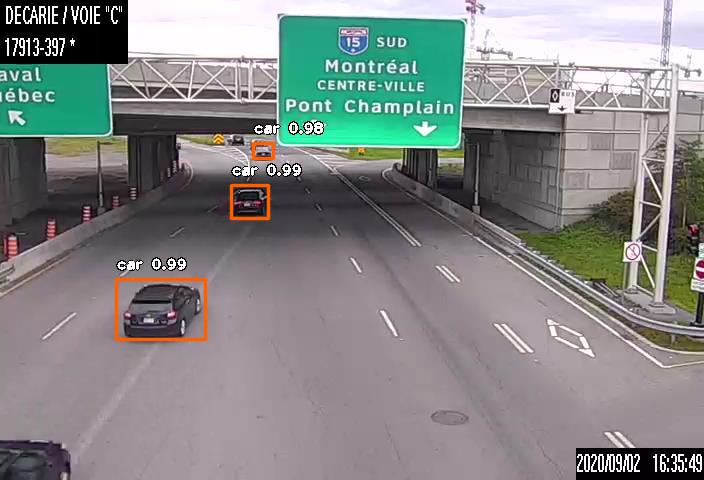 DECARIE / VOIE "C"
17913-397 *
aval
ébec
15 SUD
Montréal
CENTRE-VILLE
Pont Champlain
BUS
car 0.98
car 0.99
car 0.99
2020/09/02 16:35:49